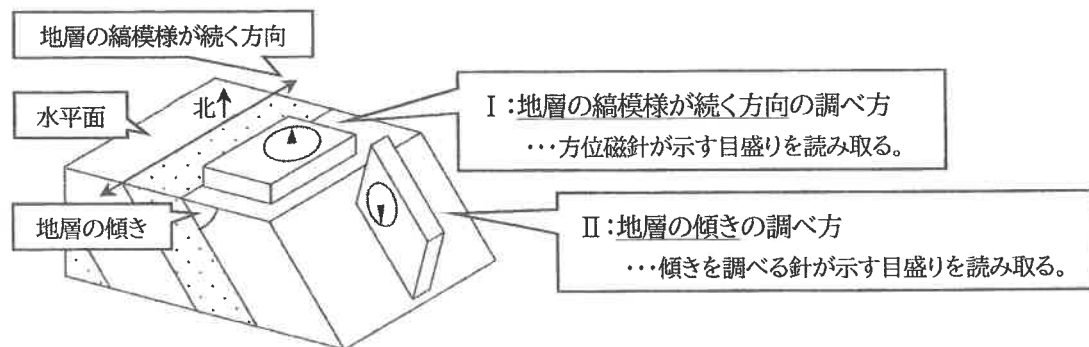 地層の縞模様が続く方向
水平面
北
地層の傾き
Ⅰ:地層の縞模様が続く方向の調べ方
…方位磁針が示す目盛りを読み取る。
Ⅱ:地層の傾きの調べ方
…傾きを調べる針が示す目盛りを読み取る。